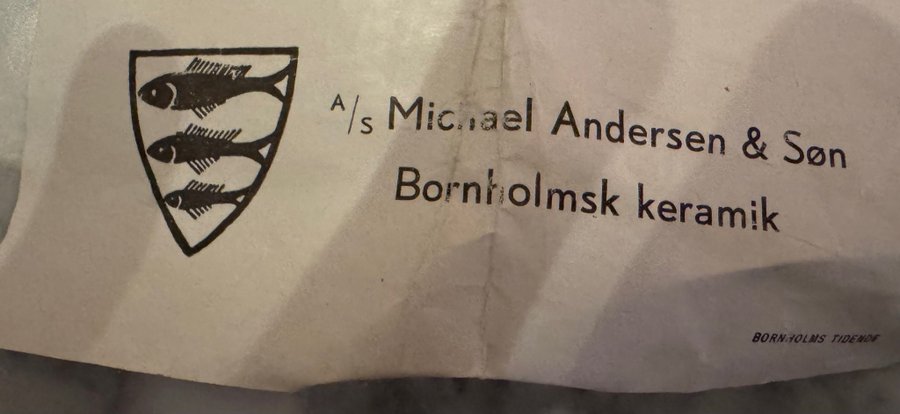 A/s Michael Andersen & Søn
Bornholmsk keramik
BORNHOLMS TIDENDE